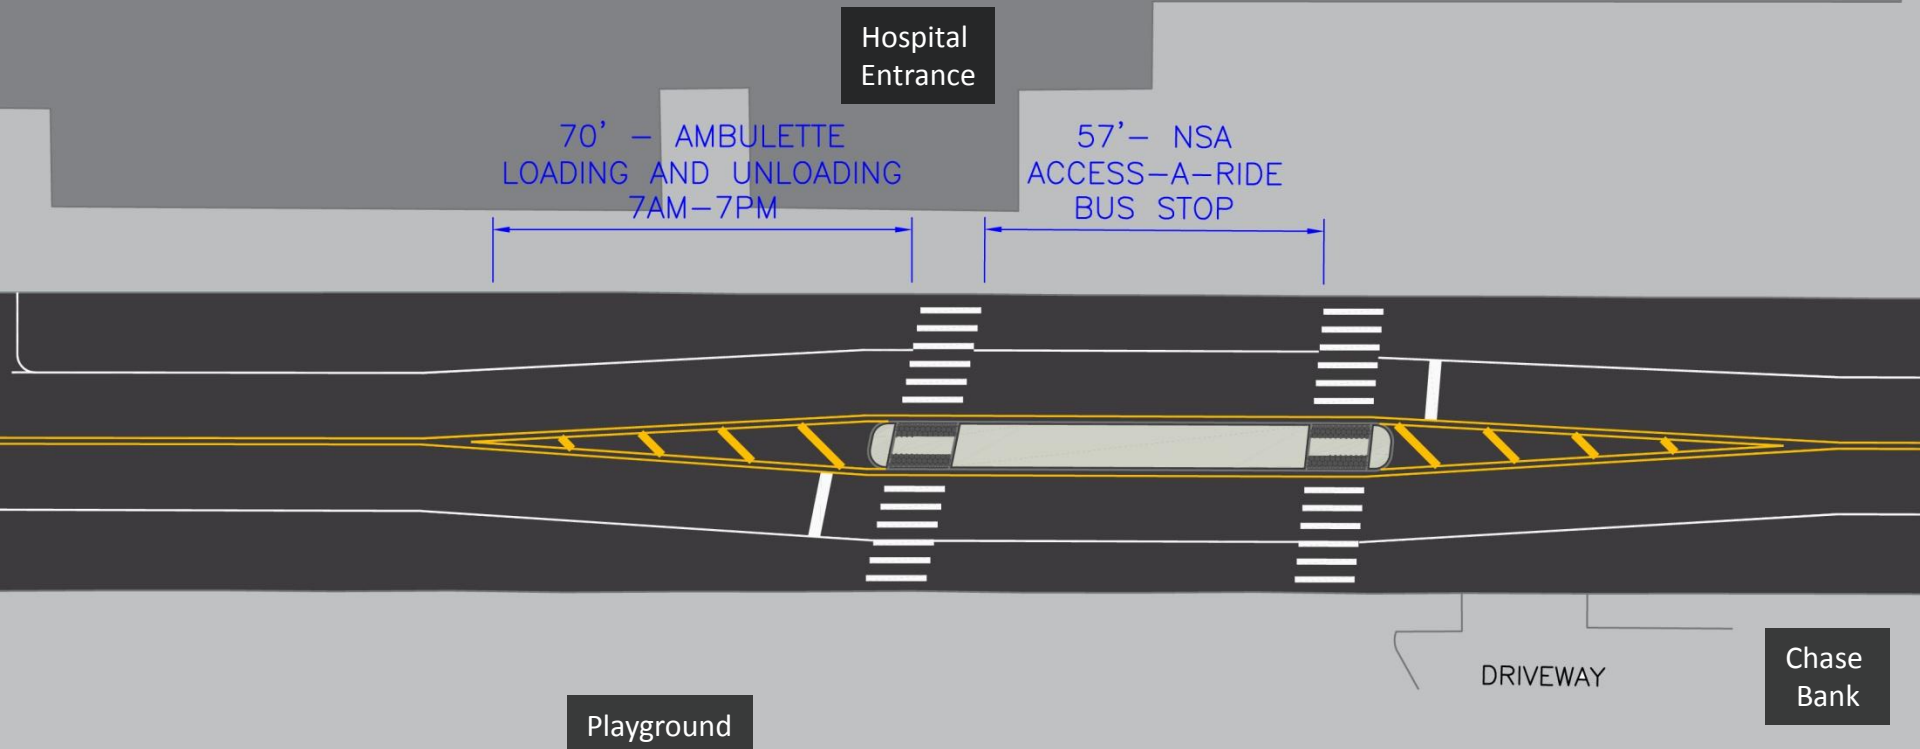 Hospital
Entrance
70' - AMBULETTE
LOADING AND UNLOADING
7AM-7PM
57'- NSA
ACCESS-A-RIDE
BUS STOP
DRIVEWAY
Chase
Bank
Playground